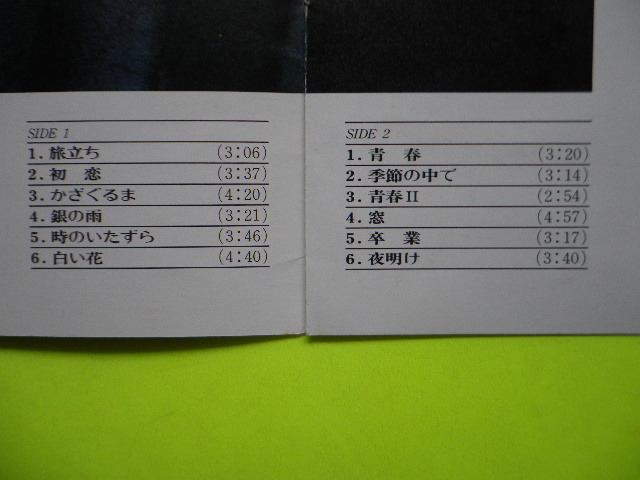 SIDE 1
1. 旅立ち (3:06)
2. 初 恋 (3:37)
3. かざぐるま (4:20)
4. 銀の雨 (3:21)
5. 時のいたずら (3:46)
6. 白い花 (4:40)
SIDE 2
1. 青 春 (3:20)
2. 季節の中で (3:14)
3. 青春II (2:54)
4. 窓 (4:57)
5. 卒 業 (3:17)
6. 夜明け (3:40)